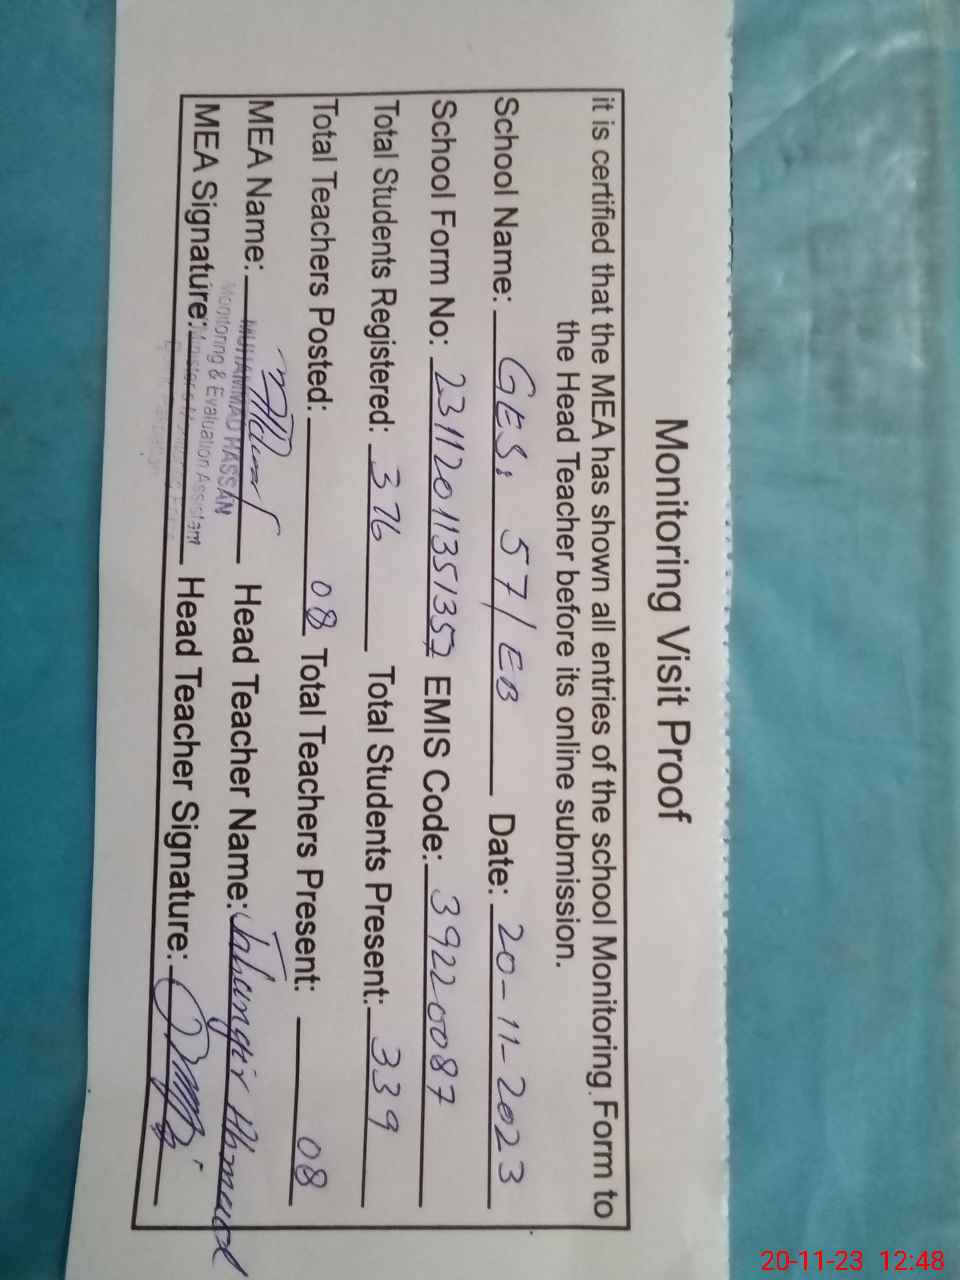 Monitoring Visit Proof
it is certified that the MEA has shown all entries of the school Monitoring Form to
the Head Teacher before its online submission.
School Name: GES: 57/EB Date: 20-11-2023
School Form No: 23112011351352 EMIS Code: 39220087
Total Students Registered: 376 Total Students Present: 339
Total Teachers Posted: 08 Total Teachers Present: 08
MEA Name: MUHAMMAD HASSAN Head Teacher Name: Jahangir Ahmad
Monitoring & Evaluation Assistant
MEA Signature: Head Teacher Signature:
20-11-23 12:48